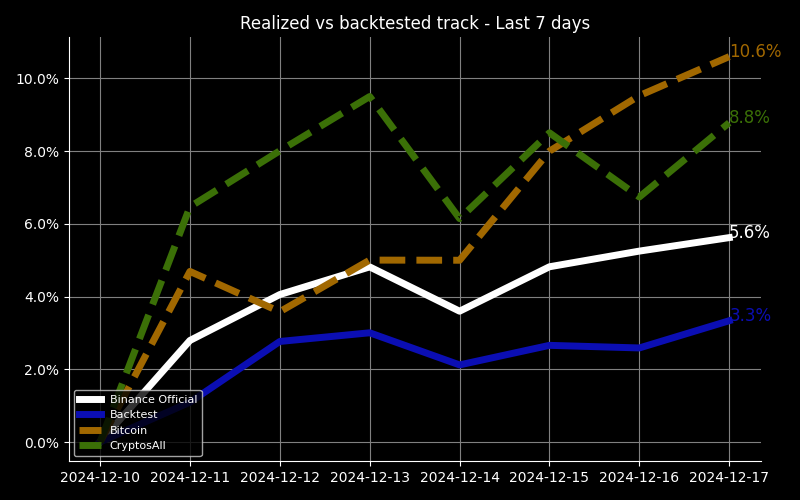 Realized vs backtested track - Last 7 days
10.6%
10.0%
8.8%
8.0%
6.0%
5.6%
4.0%
3.3%
2.0%
0.0%
Binance Official
Backtest
Bitcoin
CryptosAll
2024-12-10 2024-12-11 2024-12-12 2024-12-13 2024-12-14 2024-12-15 2024-12-16 2024-12-17